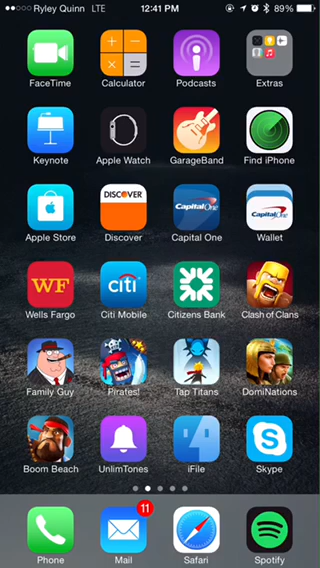 Ryley Quinn LTE 12:41 PM 89%
FaceTime Calculator Podcasts Extras
Keynote Apple Watch GarageBand Find iPhone
DISCOVER Capital One Capital One
Apple Store Discover Capital One Wallet
WF citi
Wells Fargo Citi Mobile Citizens Bank Clash of Clans
Family Guy Pirates! Tap Titans DomiNations
Boom Beach UnlimTones iFile Skype
11
Phone Mail Safari Spotify